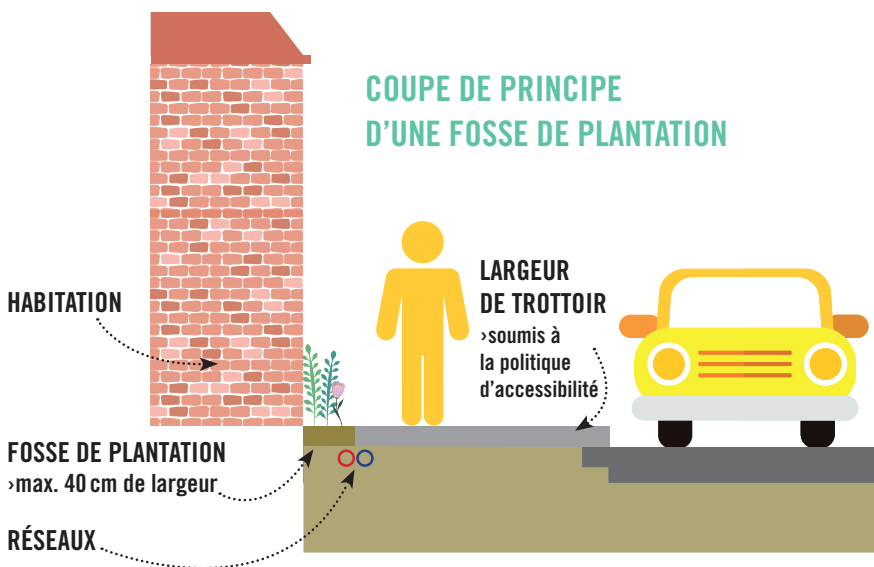 COUPE DE PRINCIPE
D'UNE FOSSE DE PLANTATION
HABITATION
LARGEUR
DE TROTTOIR
›soumis à
la politique
d'accessibilité
FOSSE DE PLANTATION
›max. 40 cm de largeur
RÉSEAUX